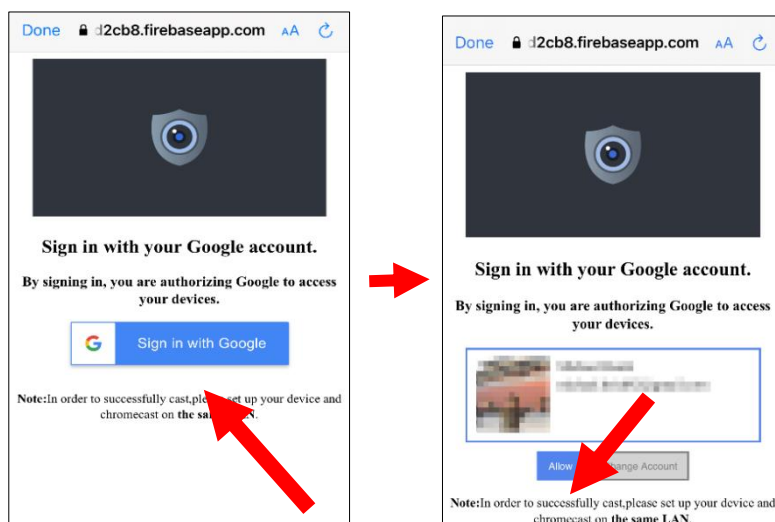 Done d2cb8.firebaseapp.com AA
Sign in with your Google account.
By signing in, you are authorizing Google to access
your devices.
G Sign in with Google
Note:In order to successfully cast,please set up your device and
chromecast on the same LAN.
Done d2cb8.firebaseapp.com AA
Sign in with your Google account.
By signing in, you are authorizing Google to access
your devices.
Allow Change Account
Note:In order to successfully cast,please set up your device and
chromecast on the same LAN.